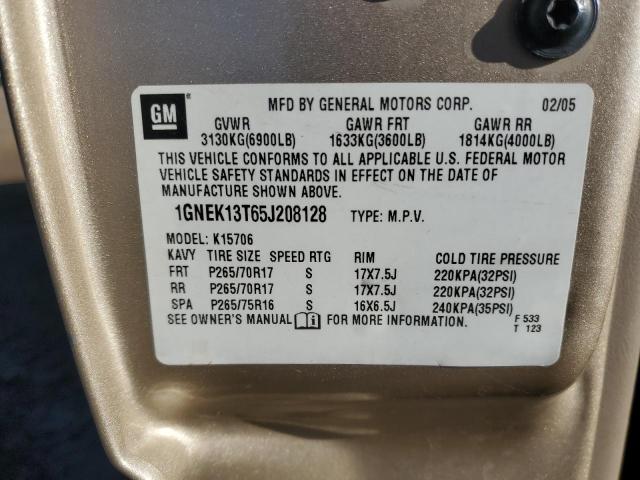 GM
MFD BY GENERAL MOTORS CORP. 02/05
GVWR GAWR FRT GAWR RR
3130KG(6900LB) 1633KG(3600LB) 1814KG(4000LB)
THIS VEHICLE CONFORMS TO ALL APPLICABLE U.S. FEDERAL MOTOR
VEHICLE SAFETY STANDARDS IN EFFECT ON THE DATE OF
MANUFACTURE SHOWN ABOVE.
1GNEK13T65J208128 TYPE: M.P.V.
MODEL: K15706
KAVY TIRE SIZE SPEED RTG RIM COLD TIRE PRESSURE
FRT P265/70R17 S 17X7.5J 220KPA(32PSI)
RR P265/70R17 S 17X7.5J 220KPA(32PSI)
SPA P265/75R16 S 16X6.5J 240KPA(35PSI)
SEE OWNER'S MANUAL i FOR MORE INFORMATION. F 533
T 123